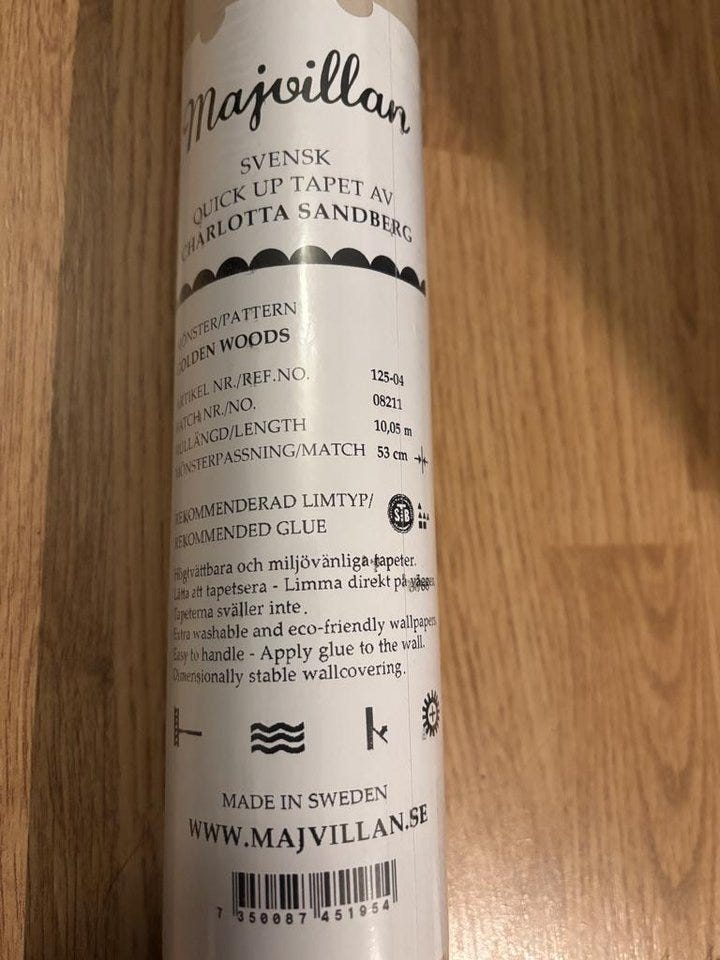 Majvillan
SVENSK
QUICK UP TAPET AV
CHARLOTTA SANDBERG
MÖNSTER/PATTERN
GOLDEN WOODS
ARTIKEL NR./REF.NO. 125-04
BATCH NR./NO. 08211
RULLÄNGD/LENGTH 10,05 m
MÖNSTERPASSNING/MATCH 53 cm
REKOMMENDERAD LIMTYP/
REKOMMENDED GLUE
Högtvättbara och miljövänliga tapeter.
Lätta att tapetsera - Limma direkt på väggen.
Tapeterna sväller inte.
Extra washable and eco-friendly wallpapers
Easy to handle - Apply glue to the wall.
Dimensionally stable wallcovering.
MADE IN SWEDEN
WWW.MAJVILLAN.SE
7 350087 451954